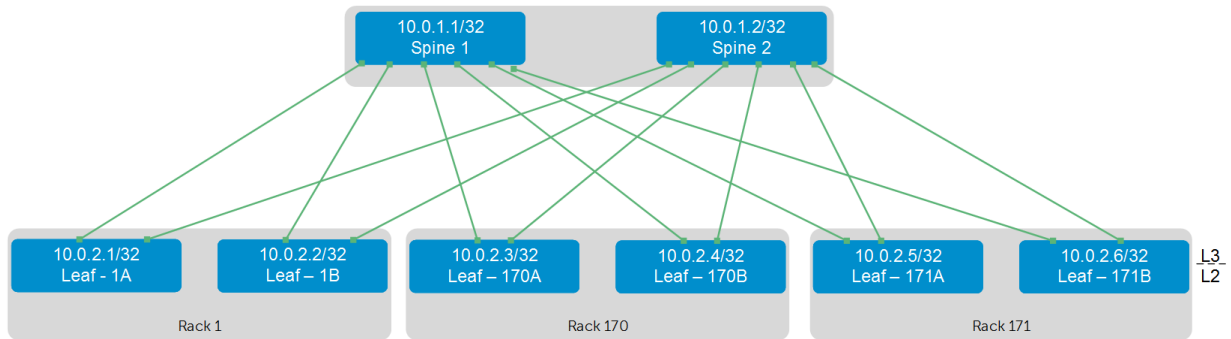 10.0.1.1/32
Spine 1
10.0.1.2/32
Spine 2
10.0.2.1/32
Leaf - 1A
10.0.2.2/32
Leaf – 1B
10.0.2.3/32
Leaf – 170A
10.0.2.4/32
Leaf – 170B
10.0.2.5/32
Leaf – 171A
10.0.2.6/32
Leaf – 171B
L3
L2
Rack 1
Rack 170
Rack 171